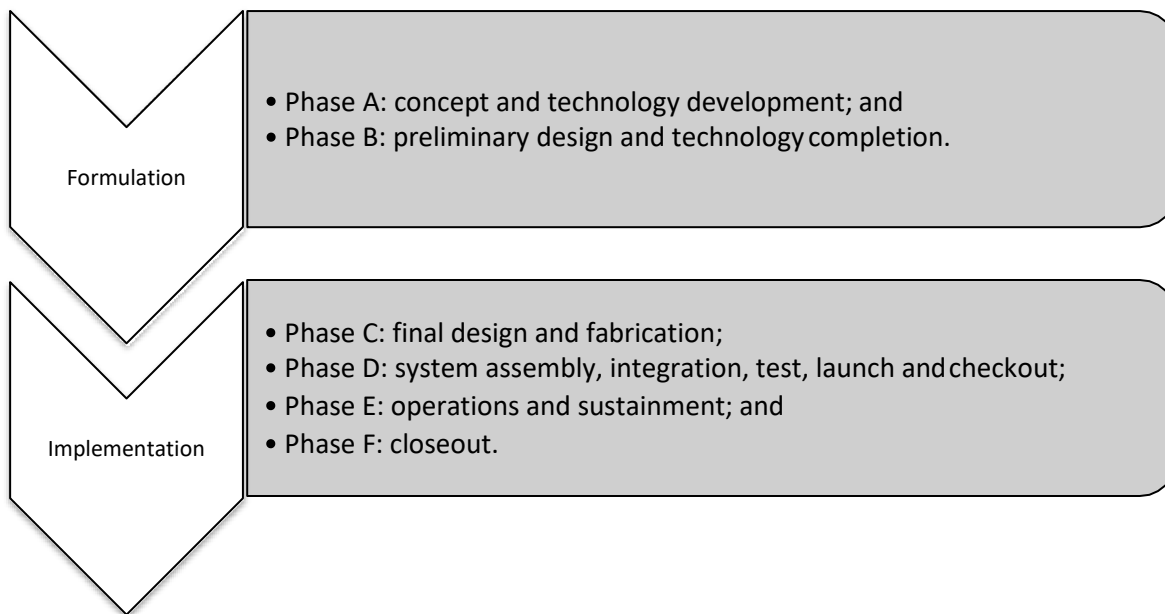 Formulation
• Phase A: concept and technology development; and
• Phase B: preliminary design and technology completion.
Implementation
• Phase C: final design and fabrication;
• Phase D: system assembly, integration, test, launch and checkout;
• Phase E: operations and sustainment; and
• Phase F: closeout.